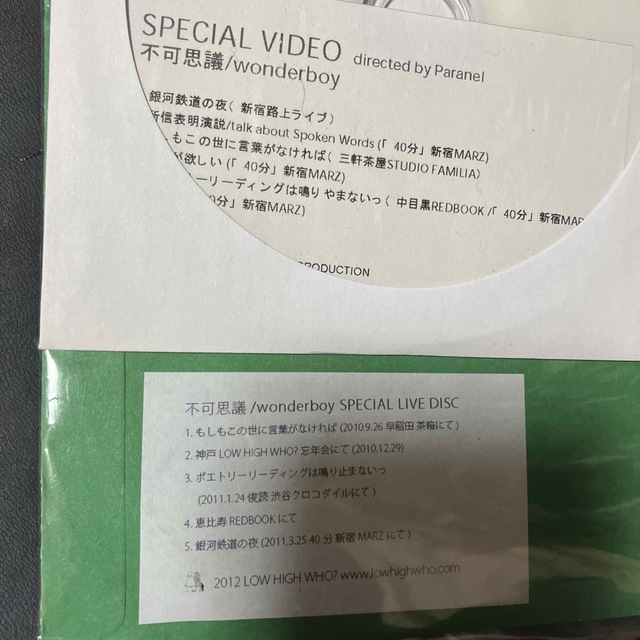 SPECIAL VIDEO directed by Paranel
不可思議/wonderboy
銀河鉄道の夜( 新宿路上ライブ)
所信表明演説/talk about Spoken Words (「 40分」新宿MARZ)
もこの世に言葉がなければ( 三軒茶屋STUDIO FAMILIA)
が欲しい (「 40分」新宿MARZ)
ーリーディングは鳴り やまないっ( 中目黒REDBOOK /「 40分」新宿MAR
40分」新宿MARZ)
RODUCTION
不可思議 /wonderboy SPECIAL LIVE DISC
1. もしもこの世に言葉がなければ (2010.9.26 早稲田 茶箱にて )
2. 神戸 LOW HIGH WHO? 忘年会にて (2010.12.29)
3. ポエトリーリーディングは鳴り止まないっ
(2011.1.24 俊読 渋谷クロコダイルにて )
4. 恵比寿 REDBOOK にて
5. 銀河鉄道の夜 (2011.3.25 40 分 新宿 MARZ にて )
2012 LOW HIGH WHO? www.lowhighwho.com